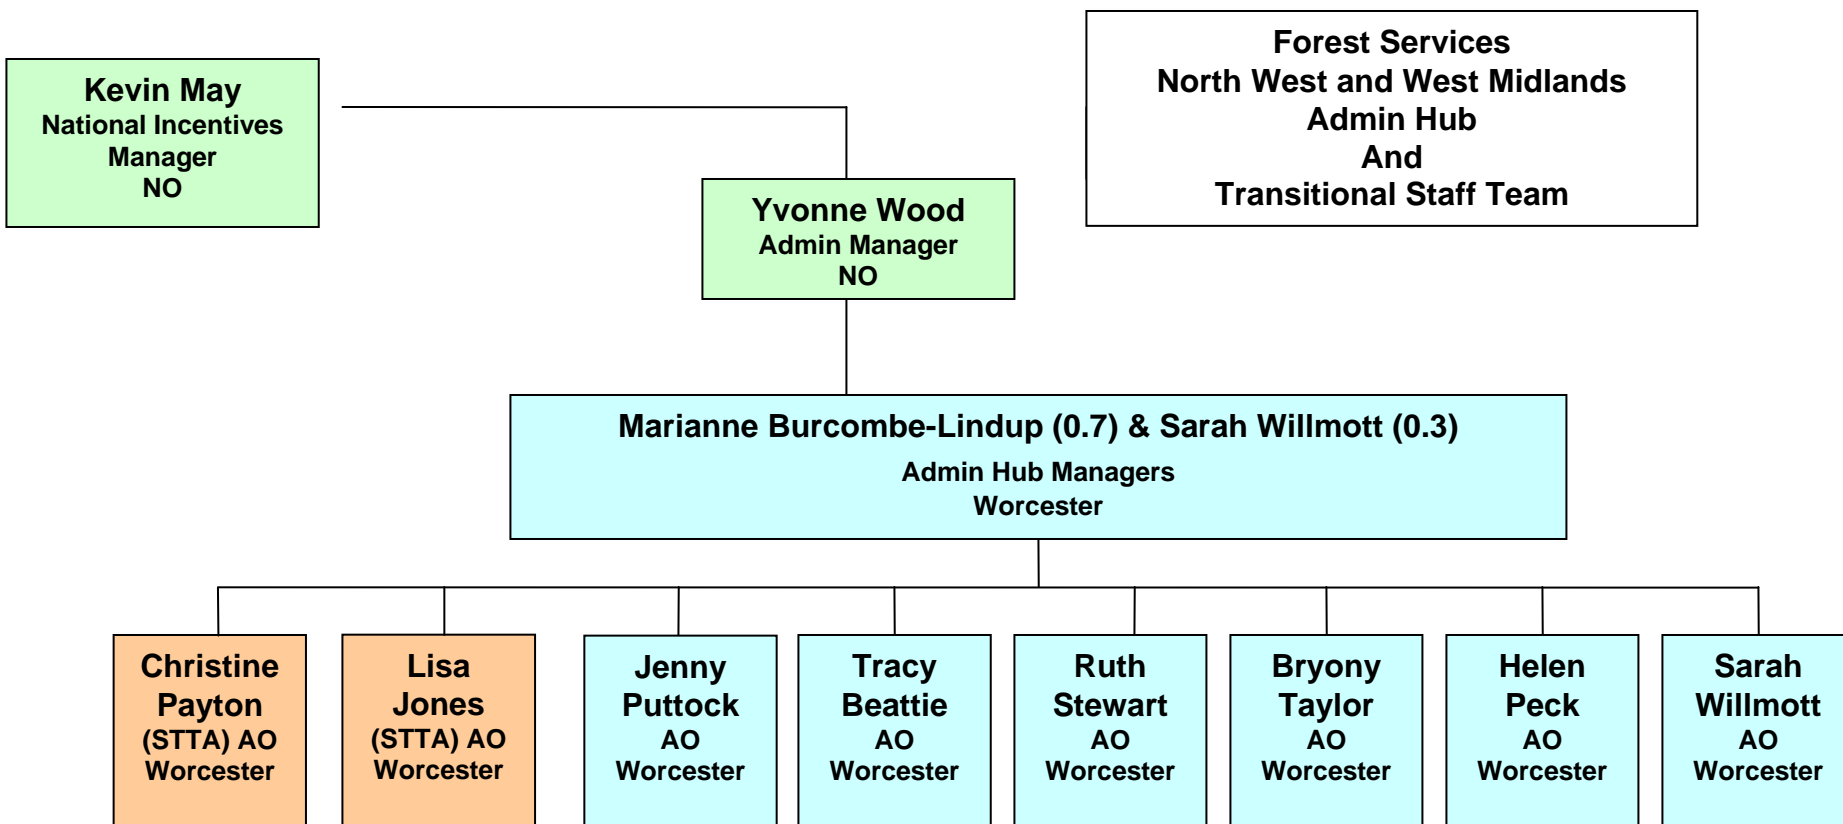 Kevin May
National Incentives
Manager
NO
Forest Services
North West and West Midlands
Admin Hub
And
Transitional Staff Team
Yvonne Wood
Admin Manager
NO
Marianne Burcombe-Lindup (0.7) & Sarah Willmott (0.3)
Admin Hub Managers
Worcester
Christine
Payton
(STTA) AO
Worcester
Lisa
Jones
(STTA) AO
Worcester
Jenny
Puttock
AO
Worcester
Tracy
Beattie
AO
Worcester
Ruth
Stewart
AO
Worcester
Bryony
Taylor
AO
Worcester
Helen
Peck
AO
Worcester
Sarah
Willmott
AO
Worcester